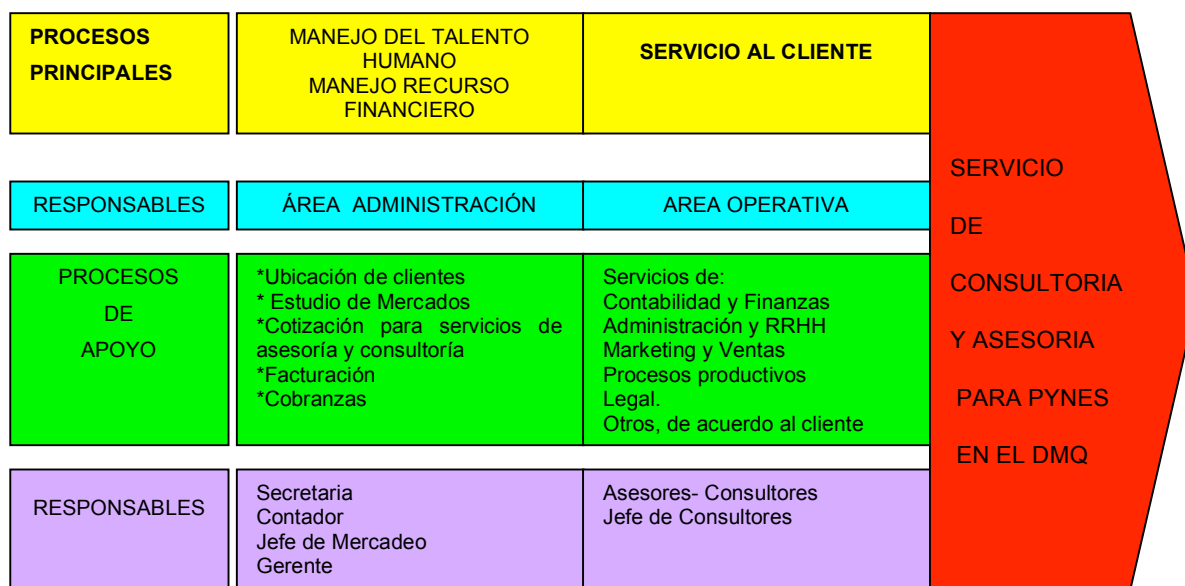 PROCESOS
PRINCIPALES
MANEJO DEL TALENTO
HUMANO
MANEJO RECURSO
FINANCIERO
SERVICIO AL CLIENTE
RESPONSABLES
ÁREA ADMINISTRACIÓN
AREA OPERATIVA
PROCESOS
DE
APOYO
*Ubicación de clientes
* Estudio de Mercados
*Cotización para servicios de
asesoría y consultoría
*Facturación
*Cobranzas
Servicios de:
Contabilidad y Finanzas
Administración y RRHH
Marketing y Ventas
Procesos productivos
Legal.
Otros, de acuerdo al cliente
RESPONSABLES
Secretaria
Contador
Jefe de Mercadeo
Gerente
Asesores- Consultores
Jefe de Consultores
SERVICIO
DE
CONSULTORIA
Y ASESORIA
PARA PYNES
EN EL DMQ